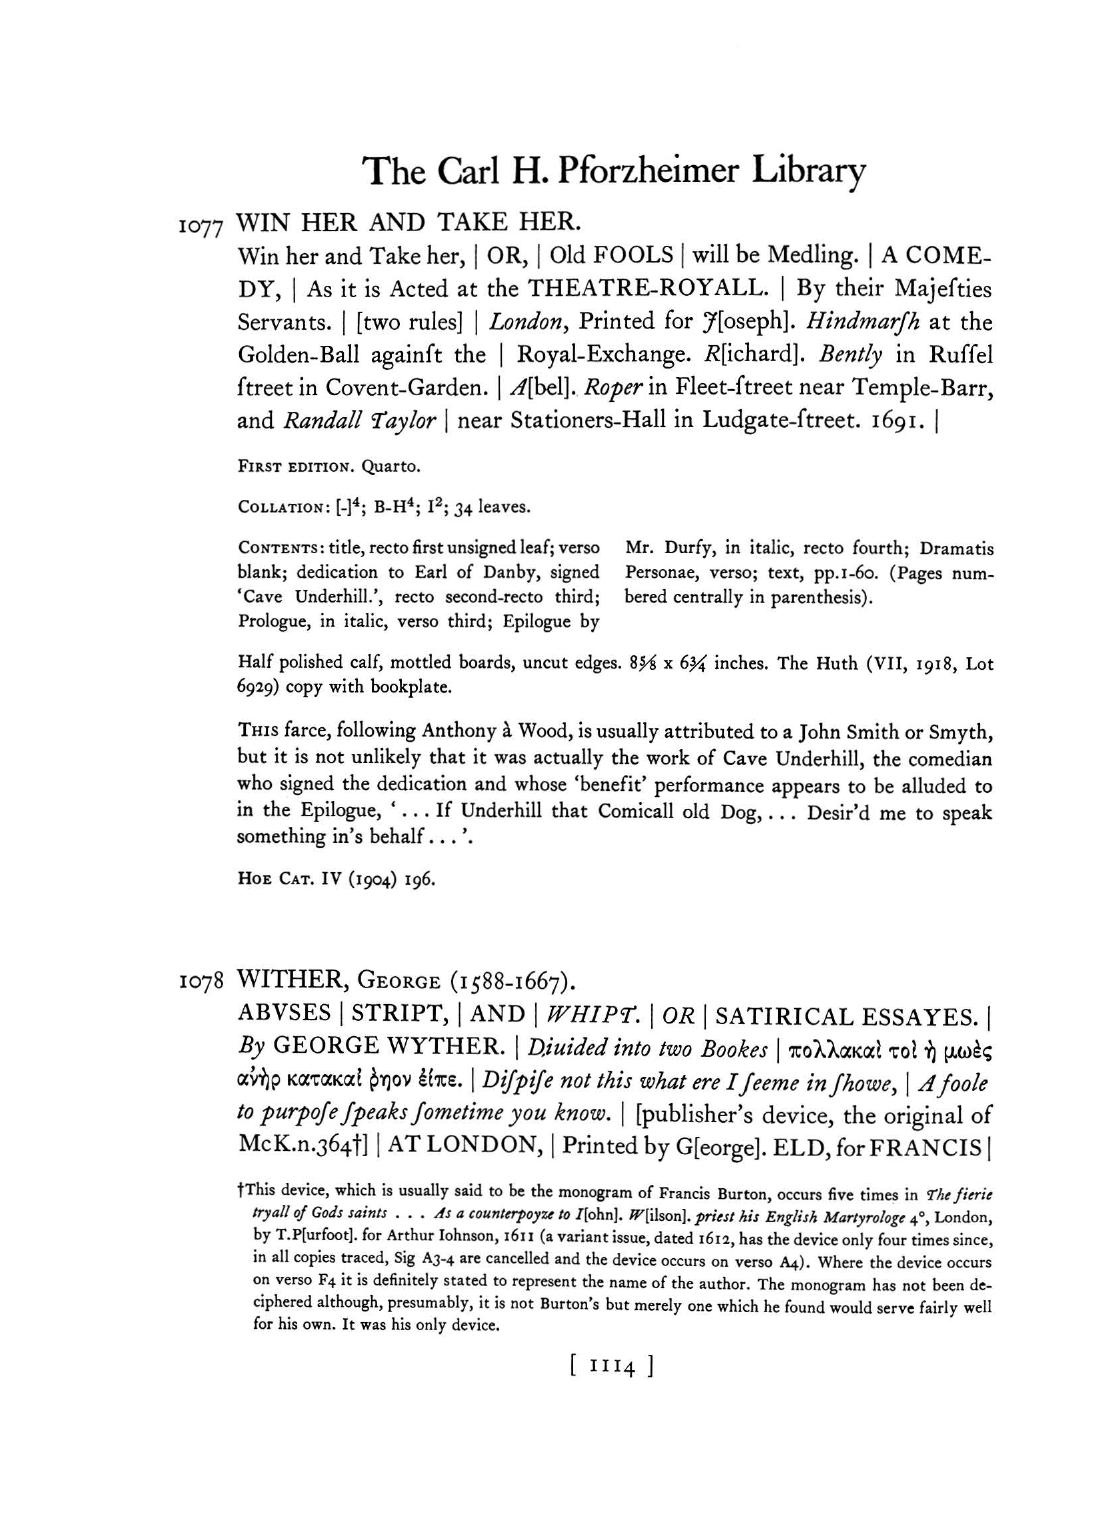 The Carl H. Pforzheimer Library
1077 WIN HER AND TAKE HER.
Win her and Take her, | OR, | Old FOOLS | will be Medling. | A COME-
DY, | As it is Acted at the THEATRE-ROYALL. | By their Majeſties
Servants. | [two rules] | London, Printed for J[oseph]. Hindmarſh at the
Golden-Ball againſt the | Royal-Exchange. R[ichard]. Bently in Ruſſel
ſtreet in Covent-Garden. | A[bel]. Roper in Fleet-ſtreet near Temple-Barr,
and Randall Taylor | near Stationers-Hall in Ludgate-ſtreet. 1691. |
FIRST EDITION. Quarto.
COLLATION: [-]⁴; B-H⁴; I²; 34 leaves.
CONTENTS: title, recto first unsigned leaf; verso
blank; dedication to Earl of Danby, signed
‘Cave Underhill.’, recto second-recto third;
Prologue, in italic, verso third; Epilogue by
Mr. Durfy, in italic, recto fourth; Dramatis
Personae, verso; text, pp.1-60. (Pages num-
bered centrally in parenthesis).
Half polished calf, mottled boards, uncut edges. 8⅝ x 6¾ inches. The Huth (VII, 1918, Lot
6929) copy with bookplate.
THIS farce, following Anthony à Wood, is usually attributed to a John Smith or Smyth,
but it is not unlikely that it was actually the work of Cave Underhill, the comedian
who signed the dedication and whose ‘benefit’ performance appears to be alluded to
in the Epilogue, ‘ . . . If Underhill that Comicall old Dog, . . . Desir’d me to speak
something in’s behalf . . . ’.
HOE CAT. IV (1904) 196.
1078 WITHER, GEORGE (1588-1667).
ABVSES | STRIPT, | AND | WHIPT. | OR | SATIRICAL ESSAYES. |
By GEORGE WYTHER. | Diuided into two Bookes | πολλακαὶ τοὶ ἡ μωὲς
ανὴρ κατακαὶ ῥηον ἐίπε. | Diſpiſe not this what ere I ſeeme in ſhowe, | A foole
to purpoſe ſpeaks ſometime you know. | [publisher’s device, the original of
McK.n.364†] | AT LONDON, | Printed by G[eorge]. ELD, for FRANCIS |
†This device, which is usually said to be the monogram of Francis Burton, occurs five times in The fierie
tryall of Gods saints . . . As a counterpoyze to I[ohn]. W[ilson]. priest his English Martyrologe 4°, London,
by T.P[urfoot]. for Arthur Iohnson, 1611 (a variant issue, dated 1612, has the device only four times since,
in all copies traced, Sig A3-4 are cancelled and the device occurs on verso A4). Where the device occurs
on verso F4 it is definitely stated to represent the name of the author. The monogram has not been de-
ciphered although, presumably, it is not Burton’s but merely one which he found would serve fairly well
for his own. It was his only device.
[ 1114 ]